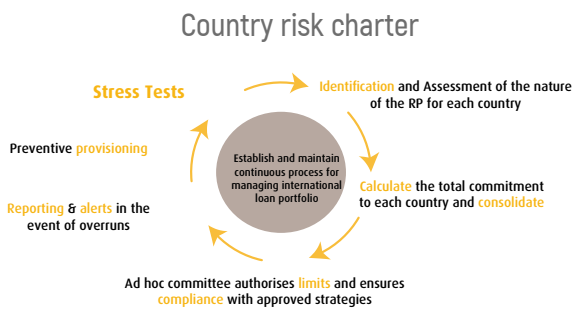 Country risk charter
Stress Tests
Identification and Assessment of the nature
of the RP for each country
Preventive provisioning
Establish and maintain
continuous process for
managing international
loan portfolio
Calculate the total commitment
to each country and consolidate
Reporting & alerts in the
event of overruns
Ad hoc committee authorises limits and ensures
compliance with approved strategies